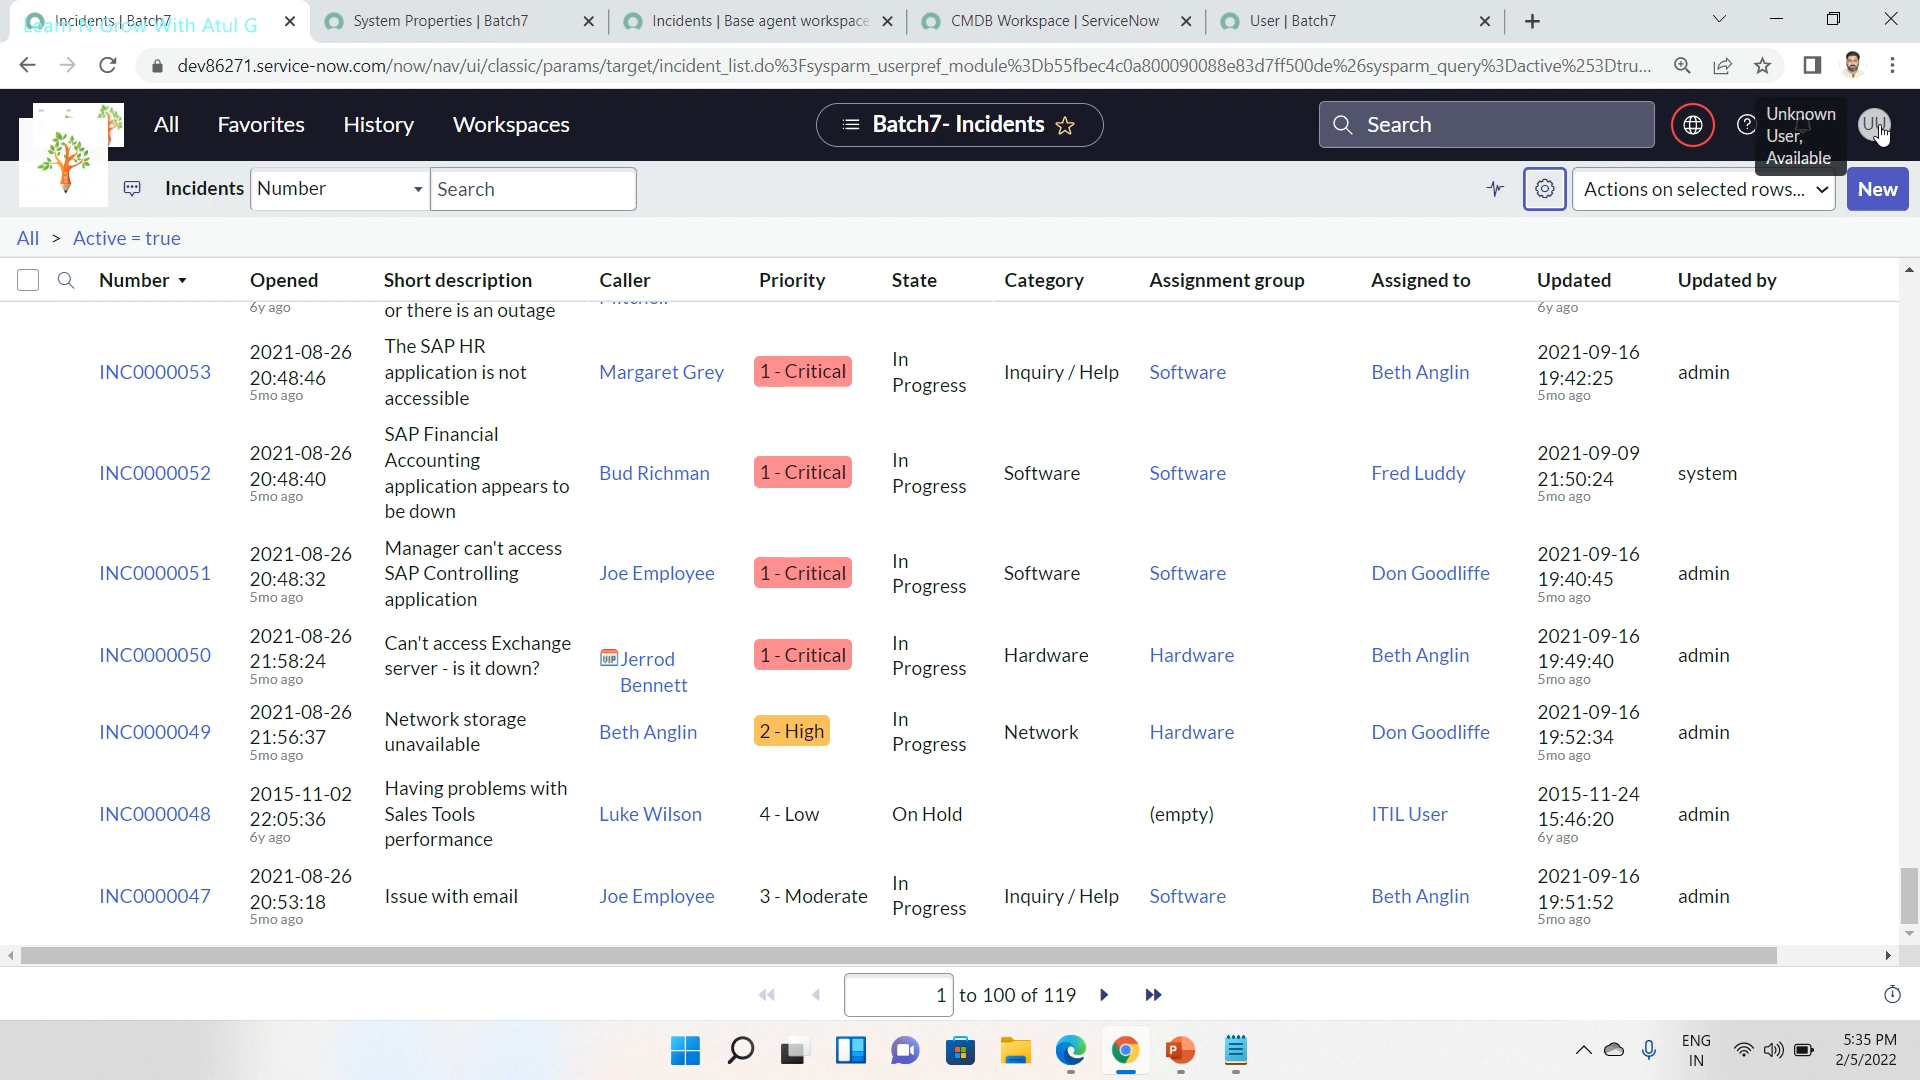 Incidents | Batch7
Learn N Grow With Atul G
System Properties | Batch7
Incidents | Base agent workspace
CMDB Workspace | ServiceNow
User | Batch7
dev86271.service-now.com/now/nav/ui/classic/params/target/incident_list.do%3Fsysparm_userpref_module%3Db55fbec4c0a800090088e83d7ff500de%26sysparm_query%3Dactive%253Dtru...
All Favorites History Workspaces
Batch7- Incidents
Search
Unknown
User,
Available
UU
Incidents Number Search
Actions on selected rows... New
All > Active = true
Number Opened Short description Caller Priority State Category Assignment group Assigned to Updated Updated by
6y ago or there is an outage 6y ago
INC0000053
2021-08-26
20:48:46
5mo ago
The SAP HR
application is not
accessible
Margaret Grey
1 - Critical
In
Progress
Inquiry / Help
Software
Beth Anglin
2021-09-16
19:42:25
5mo ago
admin
INC0000052
2021-08-26
20:48:40
5mo ago
SAP Financial
Accounting
application appears to
be down
Bud Richman
1 - Critical
In
Progress
Software
Software
Fred Luddy
2021-09-09
21:50:24
5mo ago
system
INC0000051
2021-08-26
20:48:32
5mo ago
Manager can't access
SAP Controlling
application
Joe Employee
1 - Critical
In
Progress
Software
Software
Don Goodliffe
2021-09-16
19:40:45
5mo ago
admin
INC0000050
2021-08-26
21:58:24
5mo ago
Can't access Exchange
server - is it down?
VIP Jerrod
Bennett
1 - Critical
In
Progress
Hardware
Hardware
Beth Anglin
2021-09-16
19:49:40
5mo ago
admin
INC0000049
2021-08-26
21:56:37
5mo ago
Network storage
unavailable
Beth Anglin
2 - High
In
Progress
Network
Hardware
Don Goodliffe
2021-09-16
19:52:34
5mo ago
admin
INC0000048
2015-11-02
22:05:36
6y ago
Having problems with
Sales Tools
performance
Luke Wilson
4 - Low
On Hold
(empty)
ITIL User
2015-11-24
15:46:20
6y ago
admin
INC0000047
2021-08-26
20:53:18
5mo ago
Issue with email
Joe Employee
3 - Moderate
In
Progress
Inquiry / Help
Software
Beth Anglin
2021-09-16
19:51:52
5mo ago
admin
1 to 100 of 119
ENG
IN
5:35 PM
2/5/2022